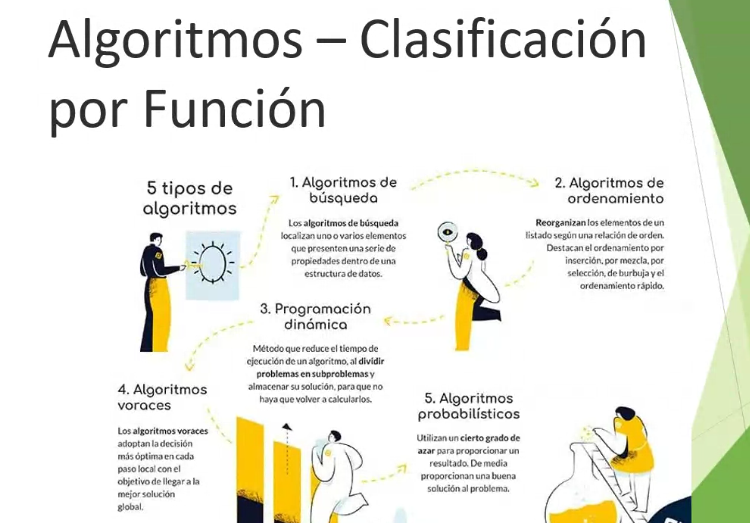 Algoritmos – Clasificación
por Función
5 tipos de
algoritmos
1. Algoritmos de
búsqueda
Los algoritmos de búsqueda
localizan uno o varios elementos
que presenten una serie de
propiedades dentro de una
estructura de datos.
2. Algoritmos de
ordenamiento
Reorganizan los elementos de un
listado según una relación de orden.
Destacan el ordenamiento por
inserción, por mezcla, por
selección, de burbuja y el
ordenamiento rápido.
3. Programación
dinámica
Método que reduce el tiempo de
ejecución de un algoritmo, al dividir
problemas en subproblemas y
almacenar su solución, para que no
haya que volver a calcularlos.
4. Algoritmos
voraces
Los algoritmos voraces
adoptan la decisión
más óptima en cada
paso local con el
objetivo de llegar a la
mejor solución
global.
5. Algoritmos
probabilísticos
Utilizan un cierto grado de
azar para proporcionar un
resultado. De media
proporcionan una buena
solución al problema.